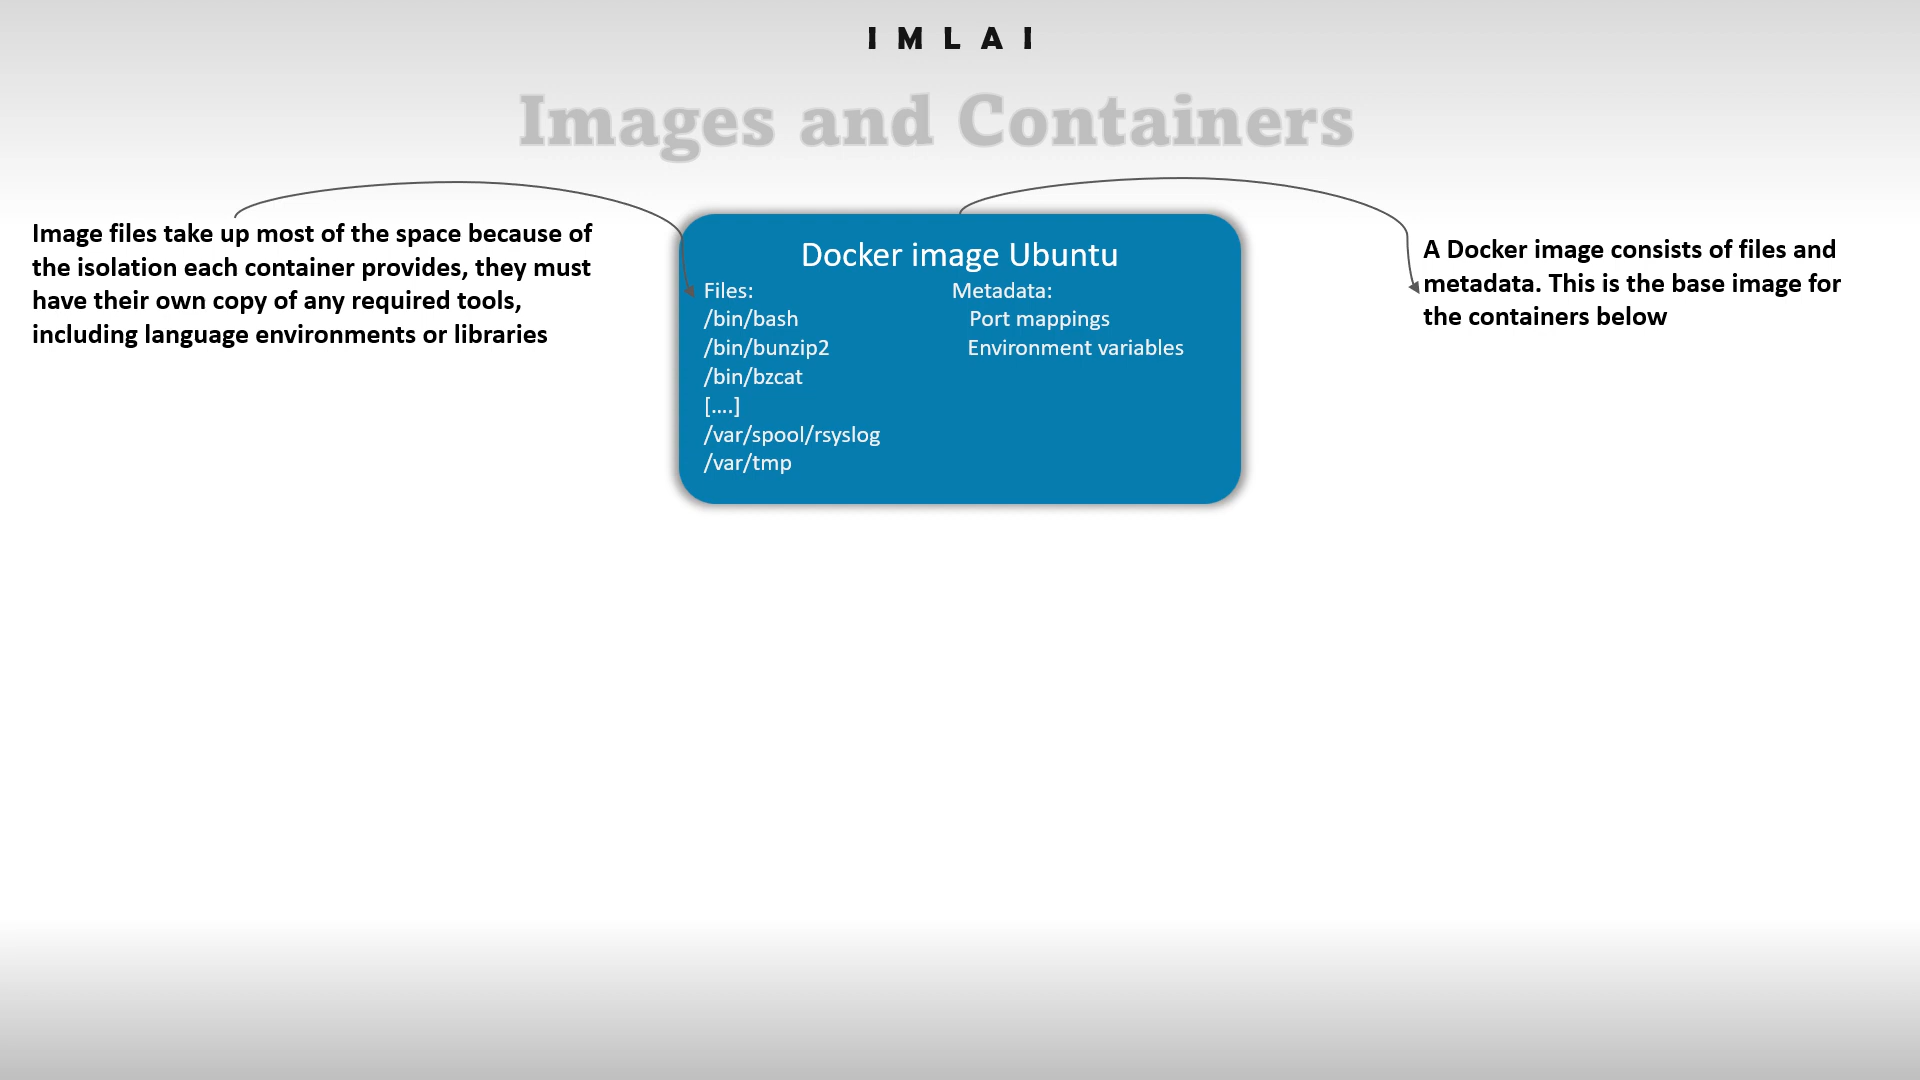 IMLAI
Images and Containers
Image files take up most of the space because of
the isolation each container provides, they must
have their own copy of any required tools,
including language environments or libraries
Docker image Ubuntu
Files:
/bin/bash
/bin/bunzip2
/bin/bzcat
[....]
/var/spool/rsyslog
/var/tmp
Metadata:
Port mappings
Environment variables
A Docker image consists of files and
metadata. This is the base image for
the containers below